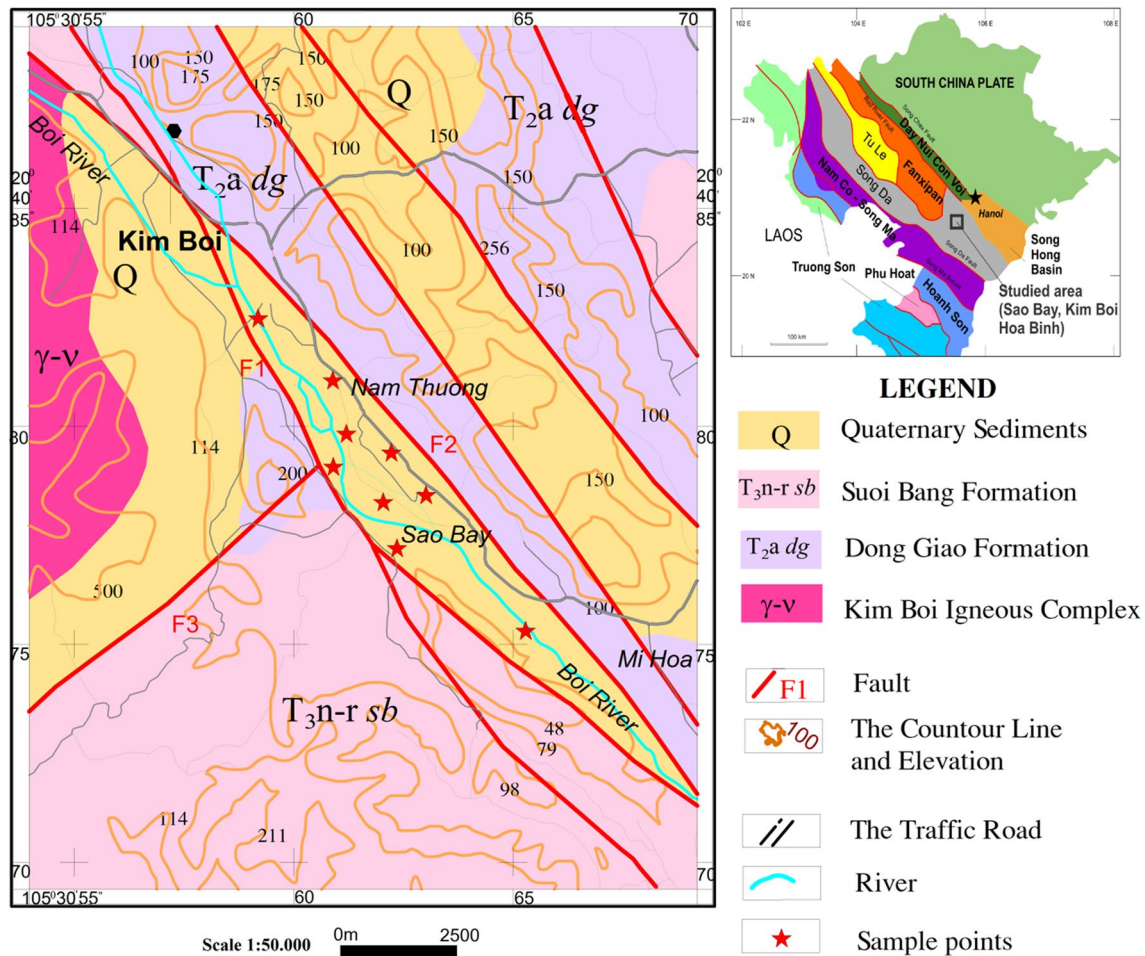 105°30'55" 60 65 70
100 150 150
175 175
150
150
Q
T₂a dg
100
150
150
Boi River
T₂a dg
20° 40' 85" 85"
114
Kim Boi
Q
100
256
150
γ-ν
F1
Nam Thuong
100
80 80
114
F2
200
150
Sao Bay
500
100
F3
75 Mi Hoa 75
Boi River
T₃n-r sb
48
79
98
114
211
70 70
105°30'55" 60 65
Scale 1:50.000 0m 2500
102 E 104 E 106 E 108 E
SOUTH CHINA PLATE
22 N
Song Chay Fault
Red River Fault
Day Nui Con Voi
Tu Le
Fanxipan
Song Da
Nam Co - Song Ma
Hanoi
LAOS
Song Da Fault
Song Hong Basin
Truong Son
Phu Hoat
20 N
Hoanh Son
Studied area
(Sao Bay, Kim Boi
Hoa Binh)
100 km
LEGEND
Q Quaternary Sediments
T₃n-r sb Suoi Bang Formation
T₂a dg Dong Giao Formation
γ-ν Kim Boi Igneous Complex
F1 Fault
100 The Countour Line
and Elevation
The Traffic Road
River
Sample points